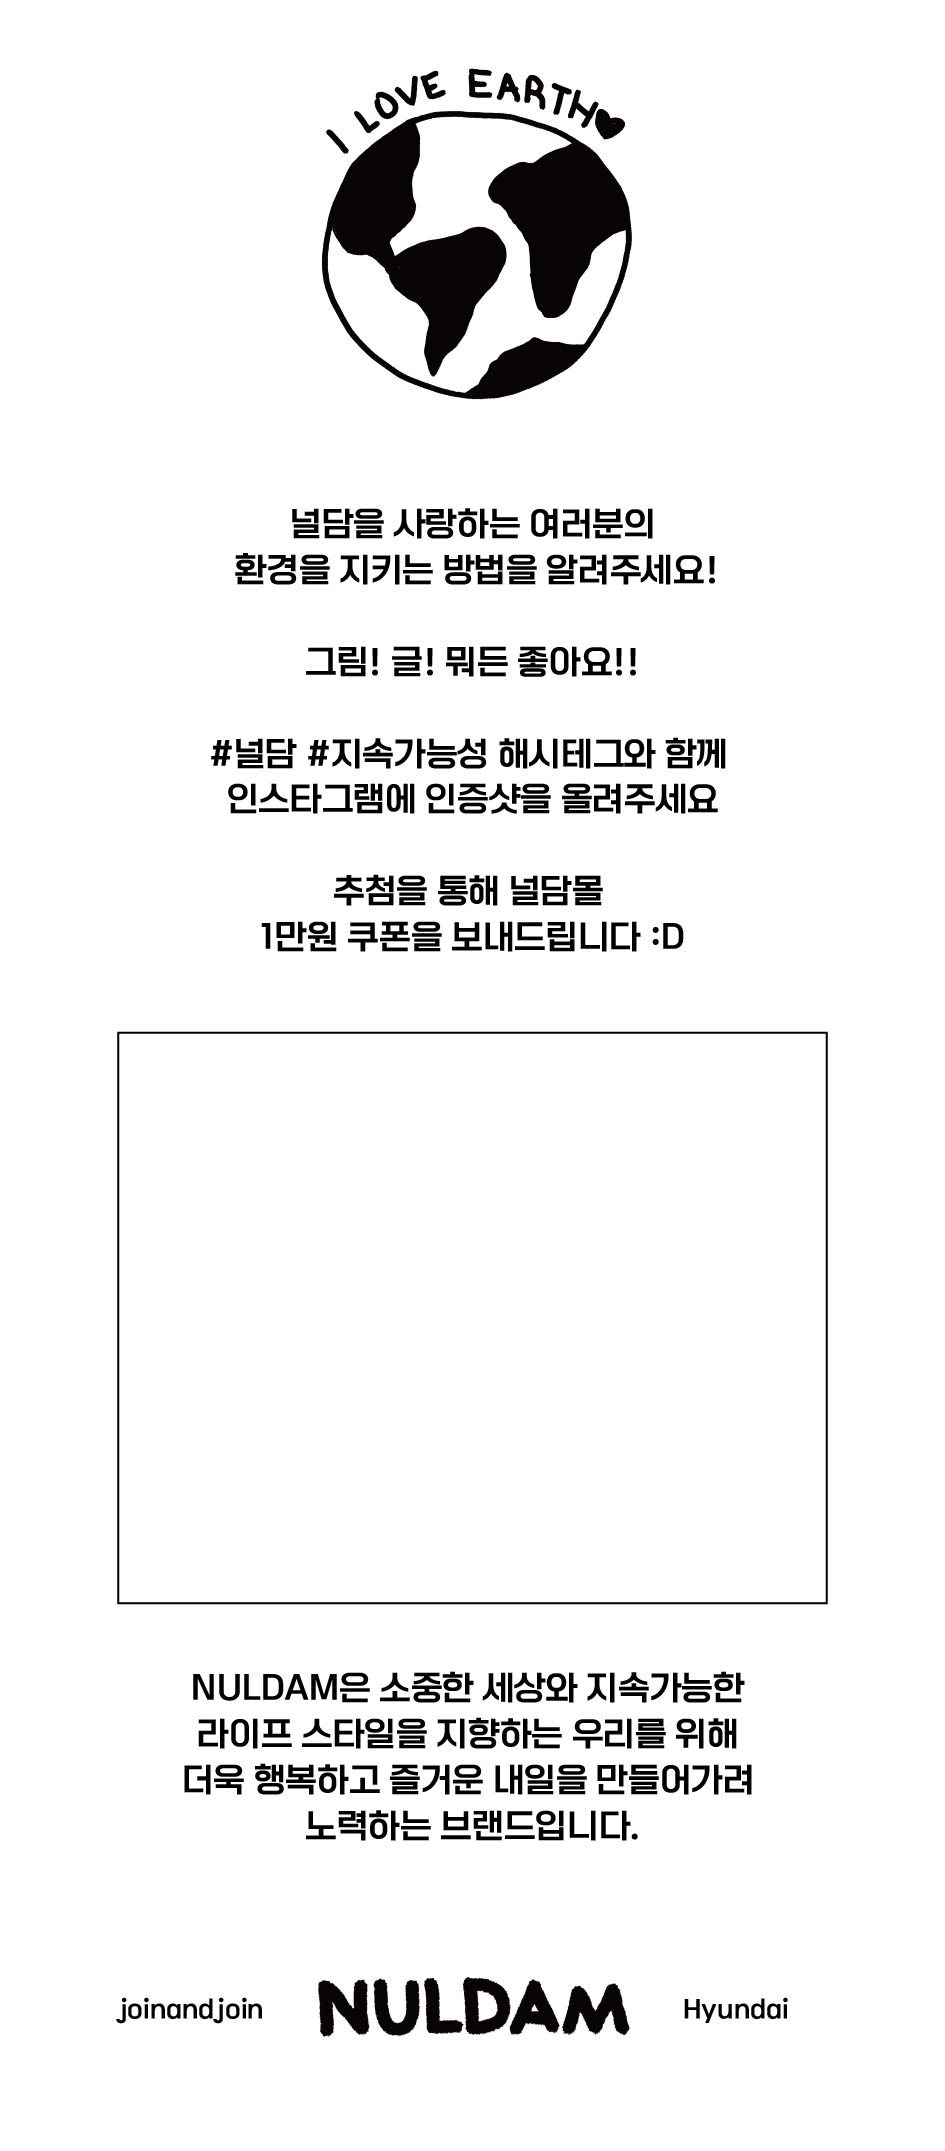 I LOVE EARTH
널담을 사랑하는 여러분의
환경을 지키는 방법을 알려주세요!
그림! 글! 뭐든 좋아요!!
#널담 #지속가능성 해시테그와 함께
인스타그램에 인증샷을 올려주세요
추첨을 통해 널담몰
1만원 쿠폰을 보내드립니다 :D
NULDAM은 소중한 세상와 지속가능한
라이프 스타일을 지향하는 우리를 위해
더욱 행복하고 즐거운 내일을 만들어가려
노력하는 브랜드입니다.
joinandjoin NULDAM Hyundai